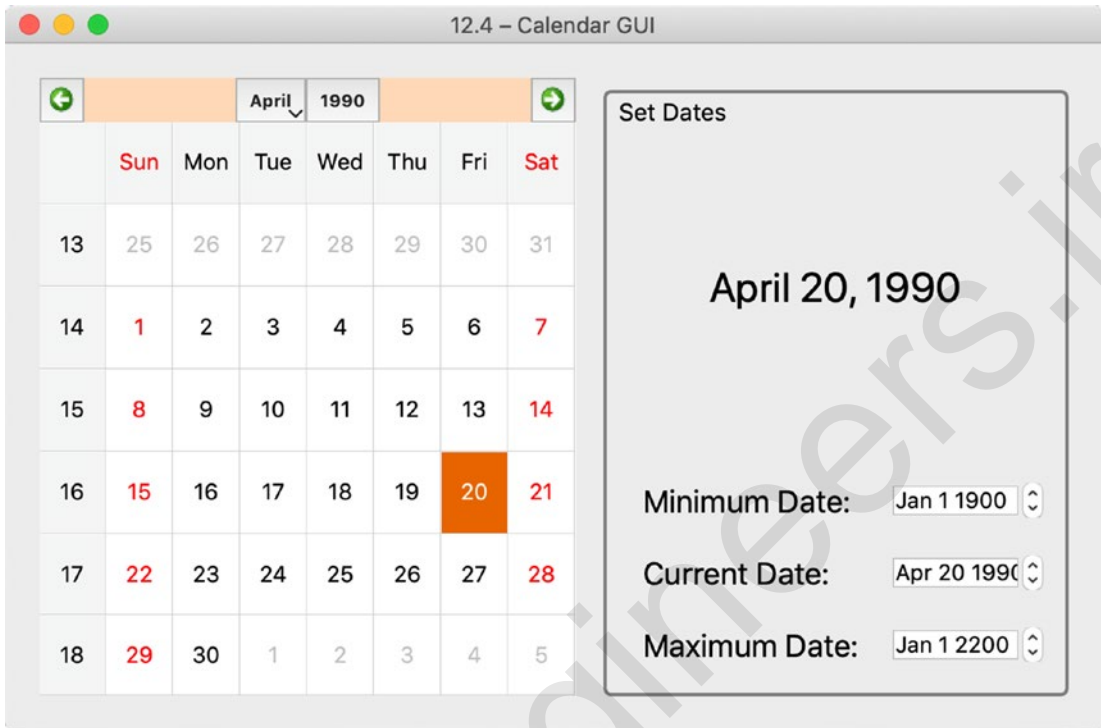 12.4 – Calendar GUI
April 1990
Sun Mon Tue Wed Thu Fri Sat
13 25 26 27 28 29 30 31
14 1 2 3 4 5 6 7
15 8 9 10 11 12 13 14
16 15 16 17 18 19 20 21
17 22 23 24 25 26 27 28
18 29 30 1 2 3 4 5
Set Dates
April 20, 1990
Minimum Date: Jan 1 1900
Current Date: Apr 20 1990
Maximum Date: Jan 1 2200
gineers.ir